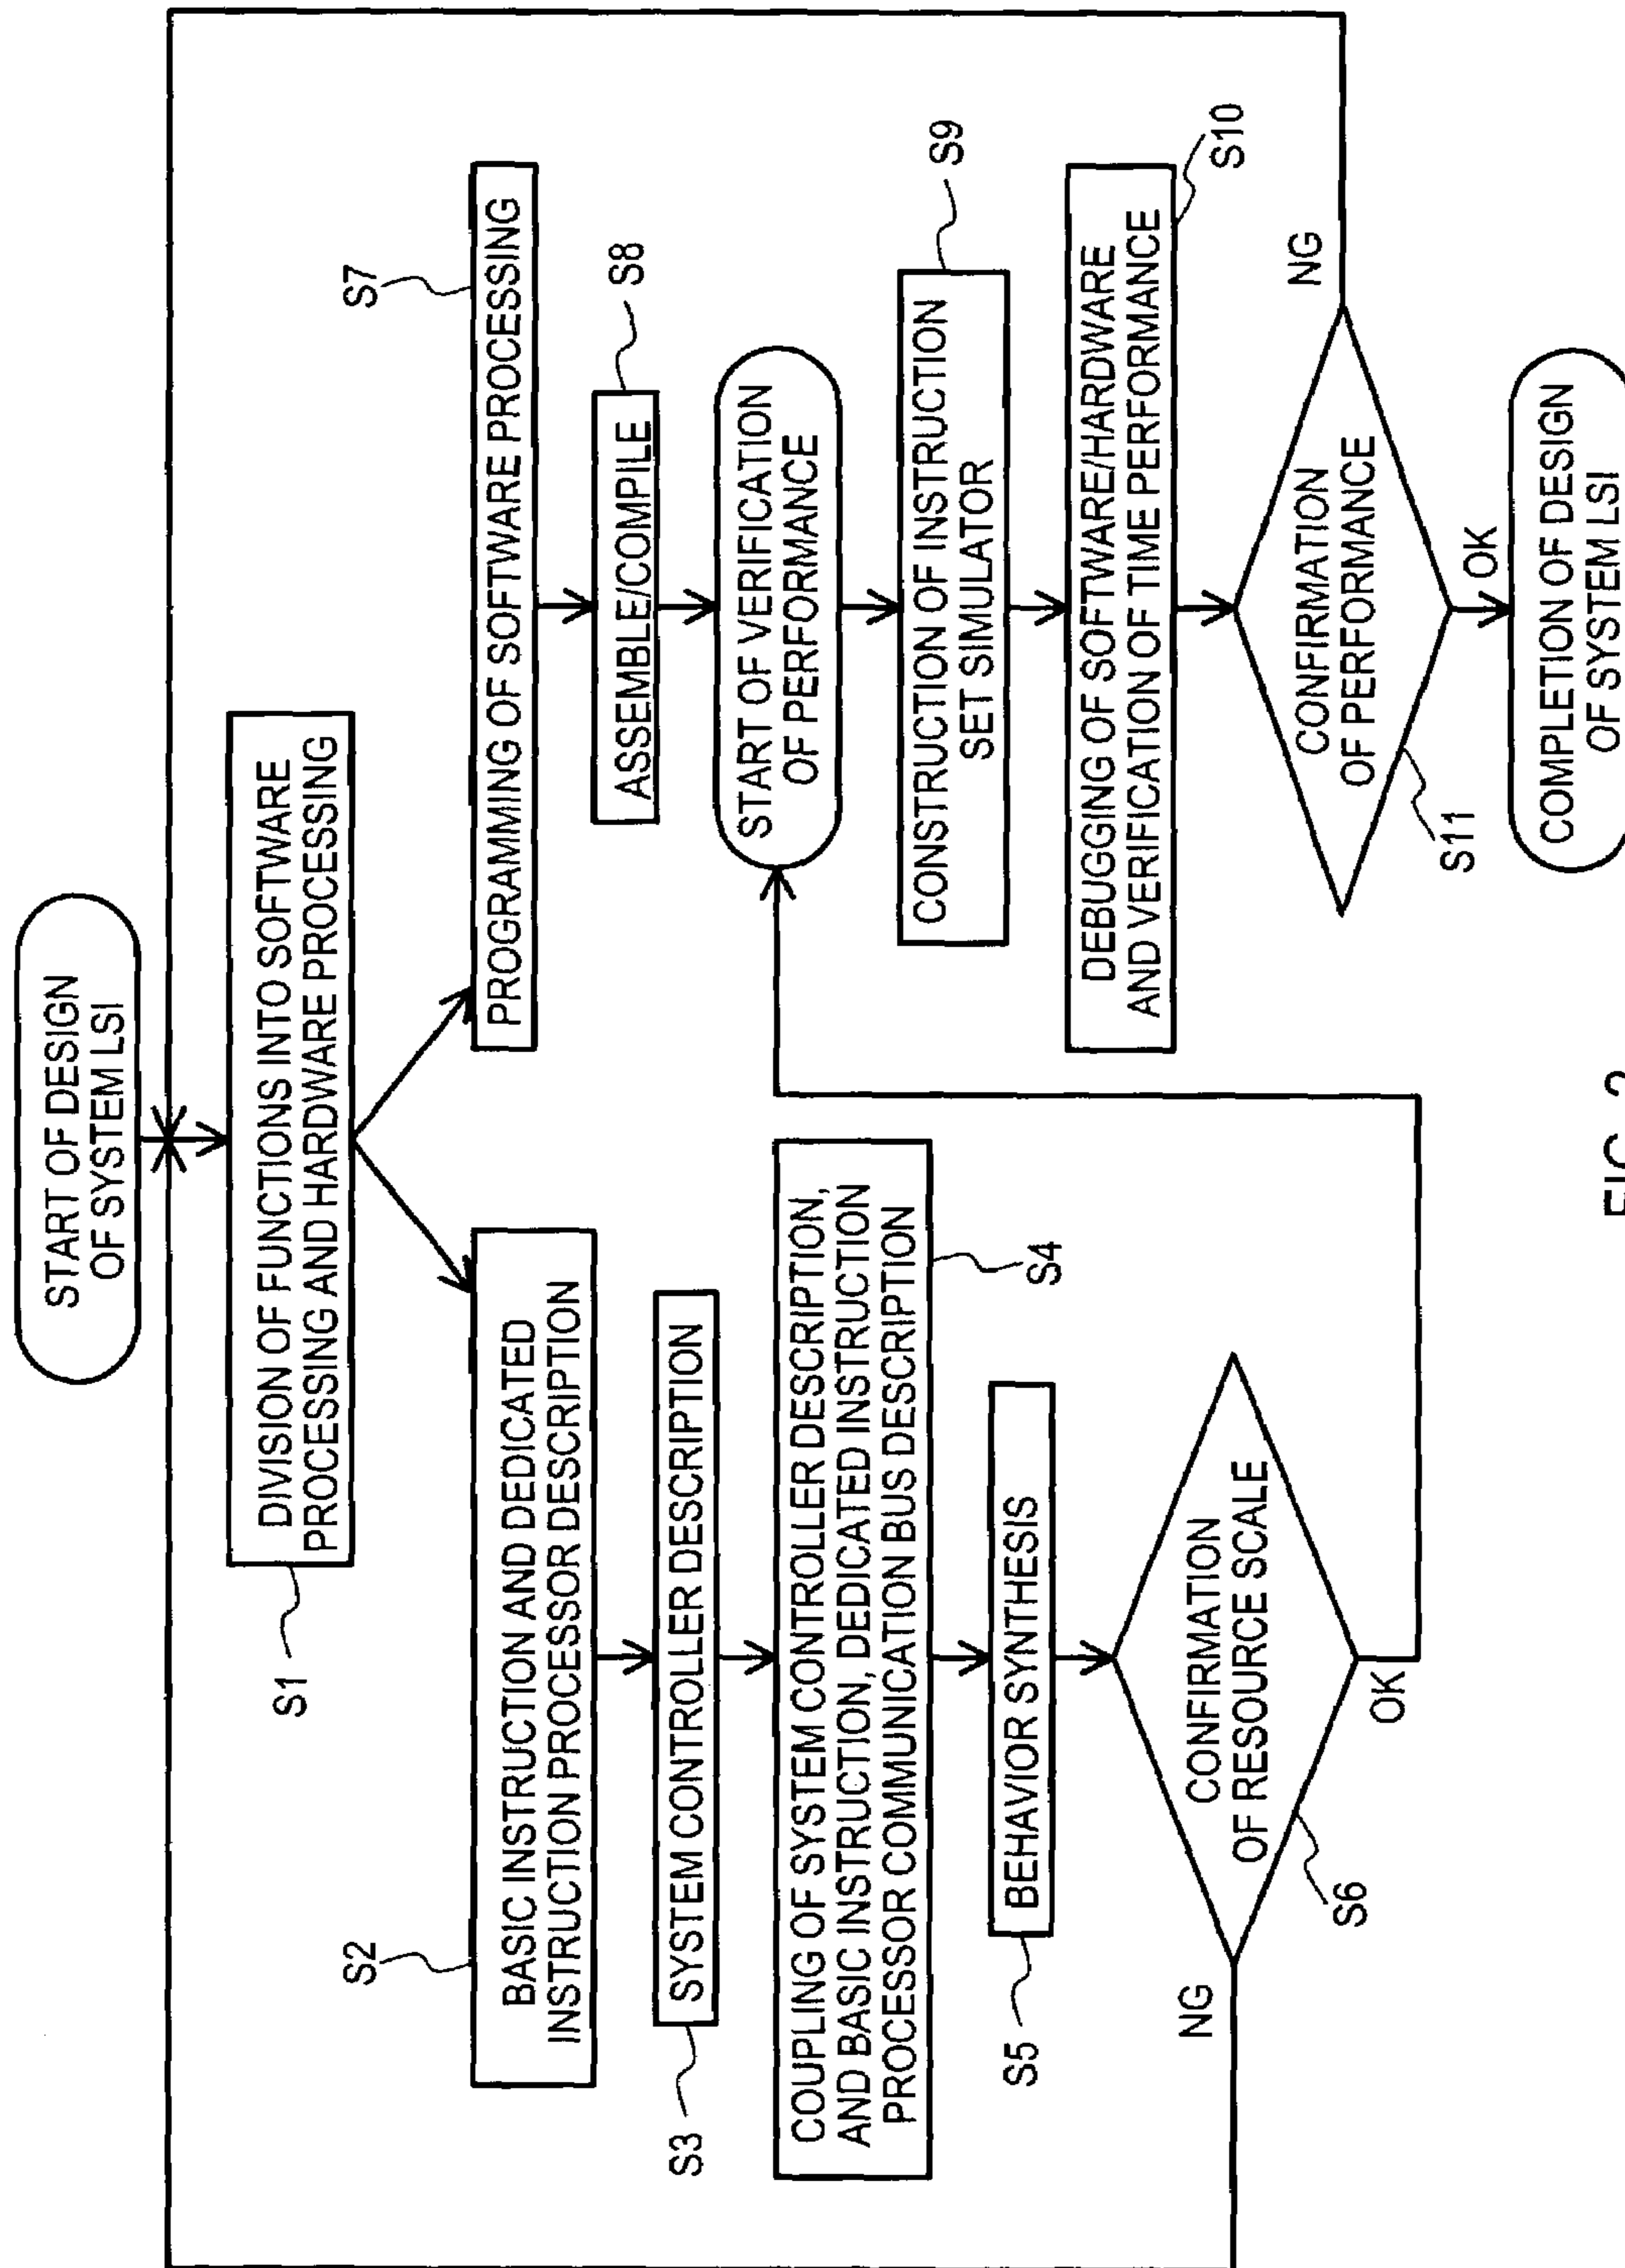 START OF DESIGN
OF SYSTEM LSI
DIVISION OF FUNCTIONS INTO SOFTWARE
PROCESSING AND HARDWARE PROCESSING
S1
S2
BASIC INSTRUCTION AND DEDICATED
INSTRUCTION PROCESSOR DESCRIPTION
S3
SYSTEM CONTROLLER DESCRIPTION
COUPLING OF SYSTEM CONTROLLER DESCRIPTION,
AND BASIC INSTRUCTION, DEDICATED INSTRUCTION
PROCESSOR COMMUNICATION BUS DESCRIPTION
S4
S5
BEHAVIOR SYNTHESIS
NG
CONFIRMATION
OF RESOURCE SCALE
S6
OK
S7
PROGRAMMING OF SOFTWARE PROCESSING
ASSEMBLE/COMPILE
S8
START OF VERIFICATION
OF PERFORMANCE
CONSTRUCTION OF INSTRUCTION
SET SIMULATOR
S9
DEBUGGING OF SOFTWARE/HARDWARE
AND VERIFICATION OF TIME PERFORMANCE
S10
CONFIRMATION
OF PERFORMANCE
NG
S11
OK
COMPLETION OF DESIGN
OF SYSTEM LSI